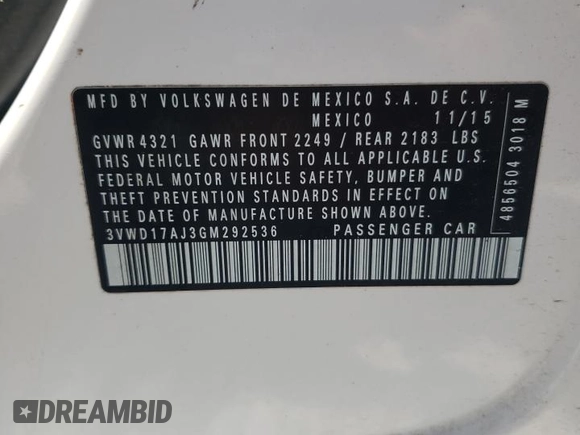 MFD BY VOLKSWAGEN DE MEXICO S.A. DE C.V.
MEXICO 11/15
GVWR 4321 GAWR FRONT 2249 / REAR 2183 LBS
THIS VEHICLE CONFORMS TO ALL APPLICABLE U.S.
FEDERAL MOTOR VEHICLE SAFETY, BUMPER AND
THEFT PREVENTION STANDARDS IN EFFECT ON
THE DATE OF MANUFACTURE SHOWN ABOVE.
3VWD17AJ3GM292536 PASSENGER CAR
4856504 3018 M
DREAMBID